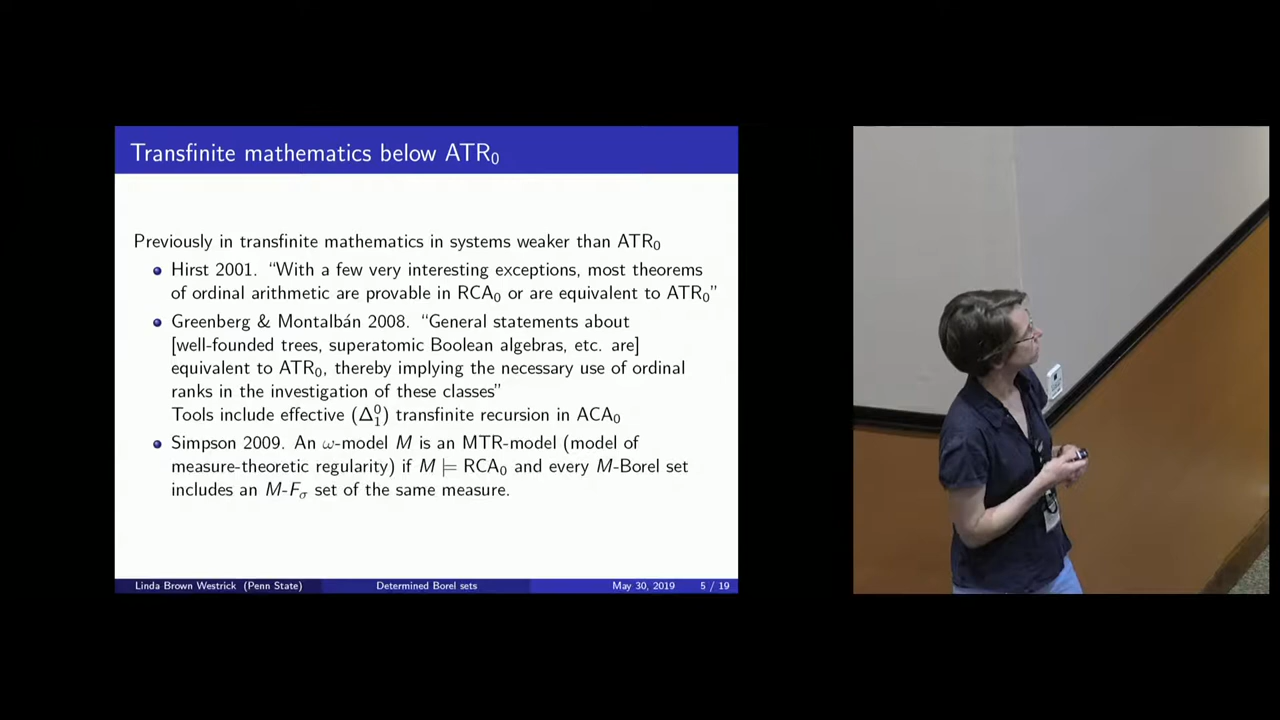 Transfinite mathematics below ATR₀
Previously in transfinite mathematics in systems weaker than ATR₀
Hirst 2001. “With a few very interesting exceptions, most theorems
of ordinal arithmetic are provable in RCA₀ or are equivalent to ATR₀”
Greenberg & Montalbán 2008. “General statements about
[well-founded trees, superatomic Boolean algebras, etc. are]
equivalent to ATR₀, thereby implying the necessary use of ordinal
ranks in the investigation of these classes”
Tools include effective (Δ⁰₁) transfinite recursion in ACA₀
Simpson 2009. An ω-model M is an MTR-model (model of
measure-theoretic regularity) if M ⊨ RCA₀ and every M-Borel set
includes an M-Fσ set of the same measure.
Linda Brown Westrick (Penn State) Determined Borel sets May 30, 2019 5 / 19